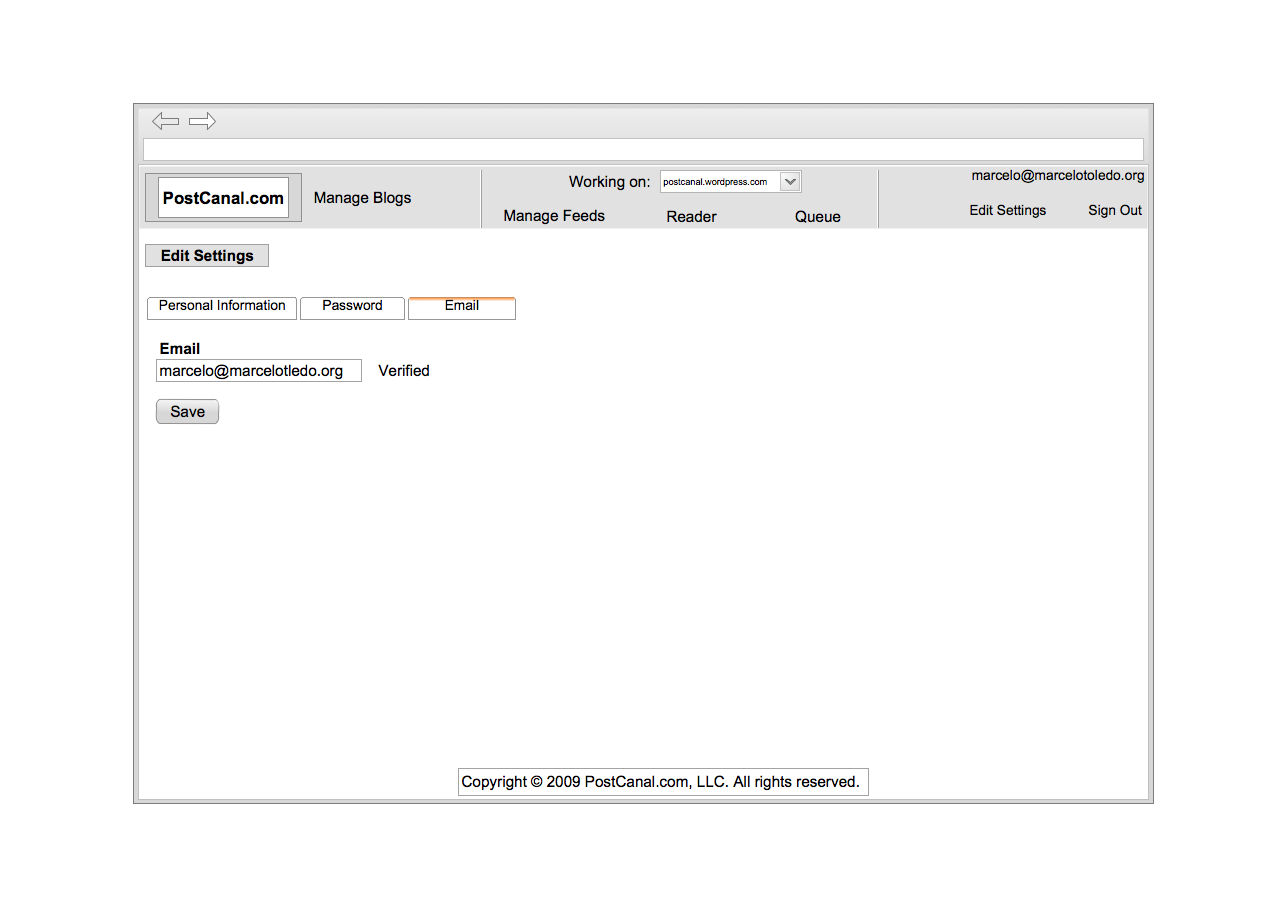 PostCanal.com
Manage Blogs
Working on: postcanal.wordpress.com
Manage Feeds Reader Queue
marcelo@marcelotoledo.org
Edit Settings Sign Out
Edit Settings
Personal Information Password Email
Email
marcelo@marcelotledo.org Verified
Save
Copyright © 2009 PostCanal.com, LLC. All rights reserved.